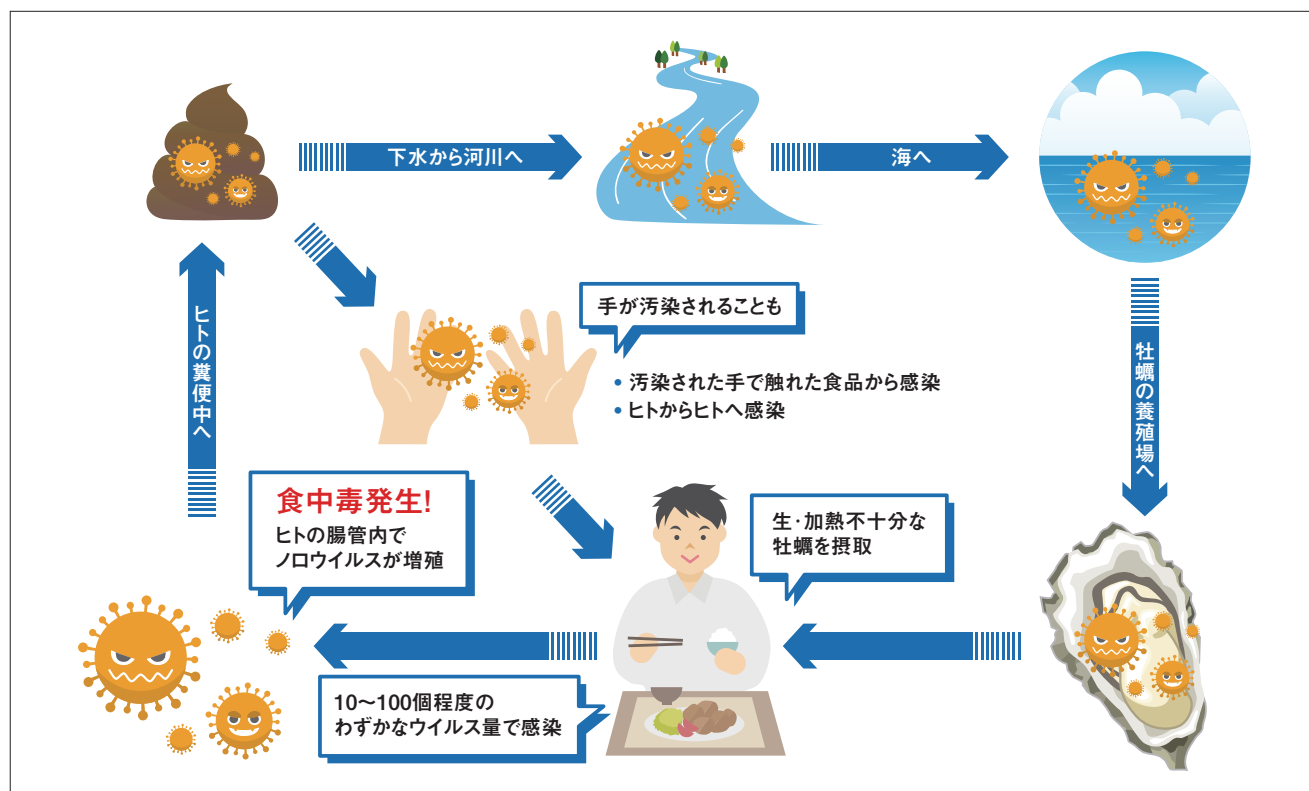 下水から河川へ
海へ
手が汚染されることも
• 汚染された手で触れた食品から感染
• ヒトからヒトへ感染
ヒトの糞便中へ
牡蠣の養殖場へ
食中毒発生!
ヒトの腸管内で
ノロウイルスが増殖
生・加熱不十分な
牡蠣を摂取
10〜100個程度の
わずかなウイルス量で感染